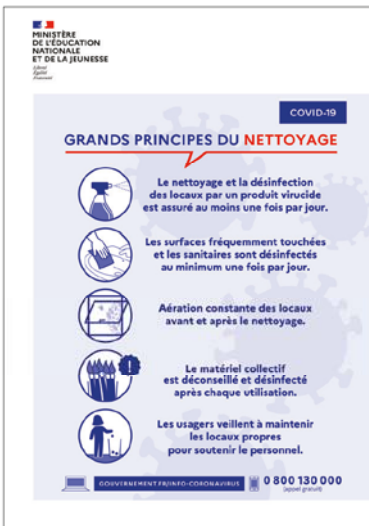 MINISTÈRE
DE L'ÉDUCATION
NATIONALE
ET DE LA JEUNESSE
Liberté
Égalité
Fraternité
COVID-19
GRANDS PRINCIPES DU NETTOYAGE
Le nettoyage et la désinfection
des locaux par un produit virucide
est assuré au moins une fois par jour.
Les surfaces fréquemment touchées
et les sanitaires sont désinfectés
au minimum une fois par jour.
Aération constante des locaux
avant et après le nettoyage.
Le matériel collectif
est déconseillé et désinfecté
après chaque utilisation.
Les usagers veillent à maintenir
les locaux propres
pour soutenir le personnel.
GOUVERNEMENT.FR/INFO-CORONAVIRUS
0 800 130 000
(appel gratuit)